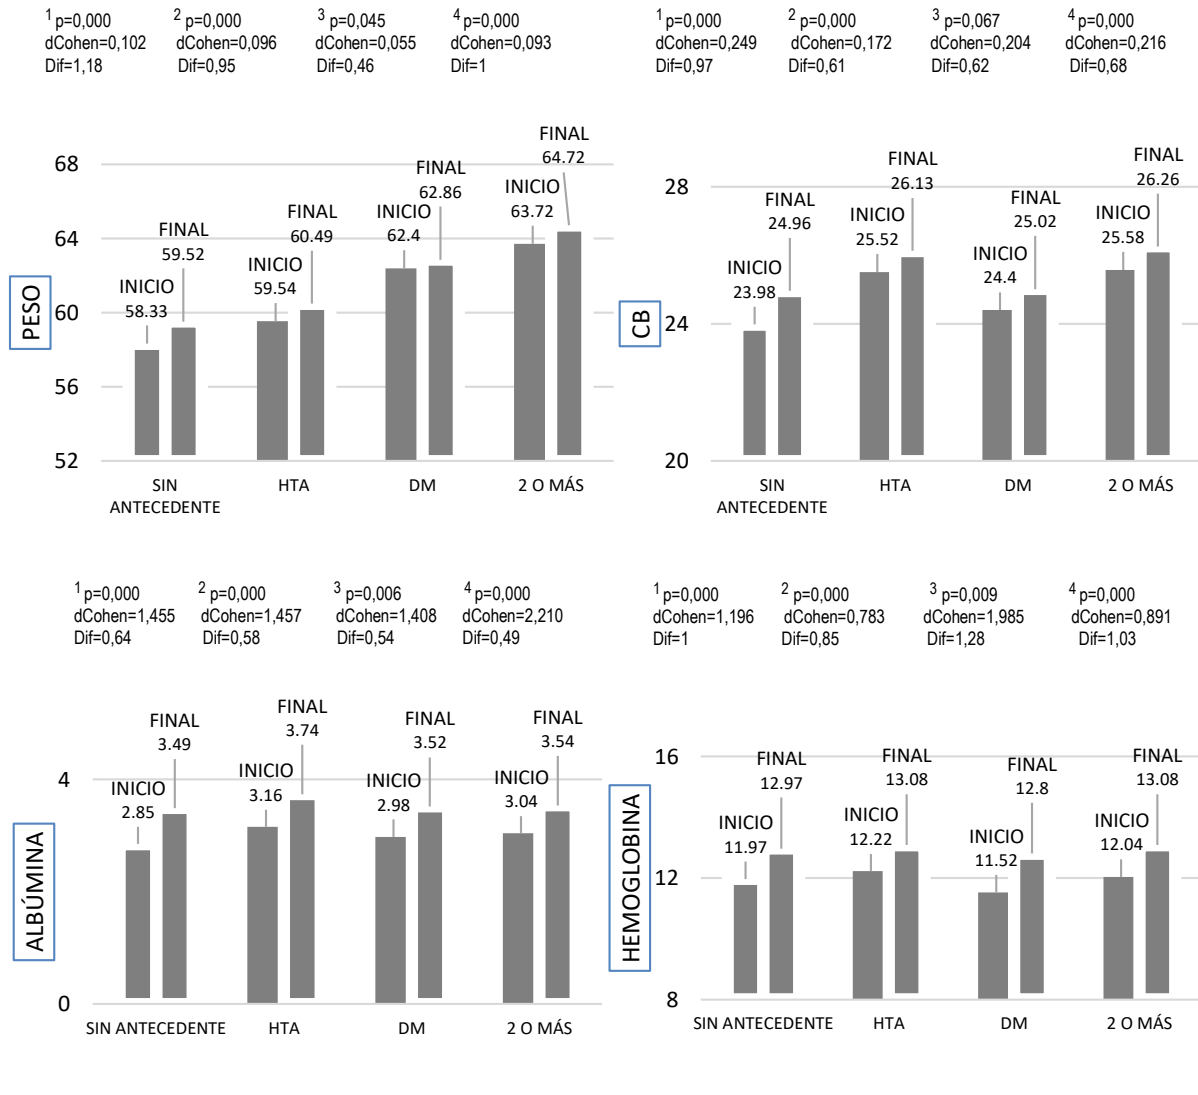 1 p=0,000
dCohen=0,102
Dif=1,18
2 p=0,000
dCohen=0,096
Dif=0,95
3 p=0,045
dCohen=0,055
Dif=0,46
4 p=0,000
dCohen=0,093
Dif=1
PESO
68
64
60
56
52
INICIO
58.33
FINAL
59.52
INICIO
59.54
FINAL
60.49
INICIO
62.4
FINAL
62.86
INICIO
63.72
FINAL
64.72
SIN
ANTECEDENTE
HTA
DM
2 O MÁS
1 p=0,000
dCohen=0,249
Dif=0,97
2 p=0,000
dCohen=0,172
Dif=0,61
3 p=0,067
dCohen=0,204
Dif=0,62
4 p=0,000
dCohen=0,216
Dif=0,68
CB
28
24
20
INICIO
23.98
FINAL
24.96
INICIO
25.52
FINAL
26.13
INICIO
24.4
FINAL
25.02
INICIO
25.58
FINAL
26.26
SIN
ANTECEDENTE
HTA
DM
2 O MÁS
1 p=0,000
dCohen=1,455
Dif=0,64
2 p=0,000
dCohen=1,457
Dif=0,58
3 p=0,006
dCohen=1,408
Dif=0,54
4 p=0,000
dCohen=2,210
Dif=0,49
ALBÚMINA
4
0
INICIO
2.85
FINAL
3.49
INICIO
3.16
FINAL
3.74
INICIO
2.98
FINAL
3.52
INICIO
3.04
FINAL
3.54
SIN ANTECEDENTE
HTA
DM
2 O MÁS
1 p=0,000
dCohen=1,196
Dif=1
2 p=0,000
dCohen=0,783
Dif=0,85
3 p=0,009
dCohen=1,985
Dif=1,28
4 p=0,000
dCohen=0,891
Dif=1,03
HEMOGLOBINA
16
12
8
INICIO
11.97
FINAL
12.97
INICIO
12.22
FINAL
13.08
INICIO
11.52
FINAL
12.8
INICIO
12.04
FINAL
13.08
SIN ANTECEDENTE
HTA
DM
2 O MÁS